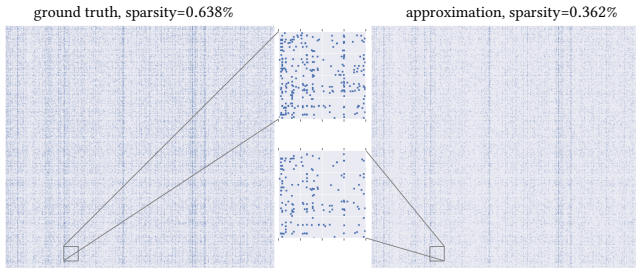 ground truth, sparsity=0.638%
approximation, sparsity=0.362%